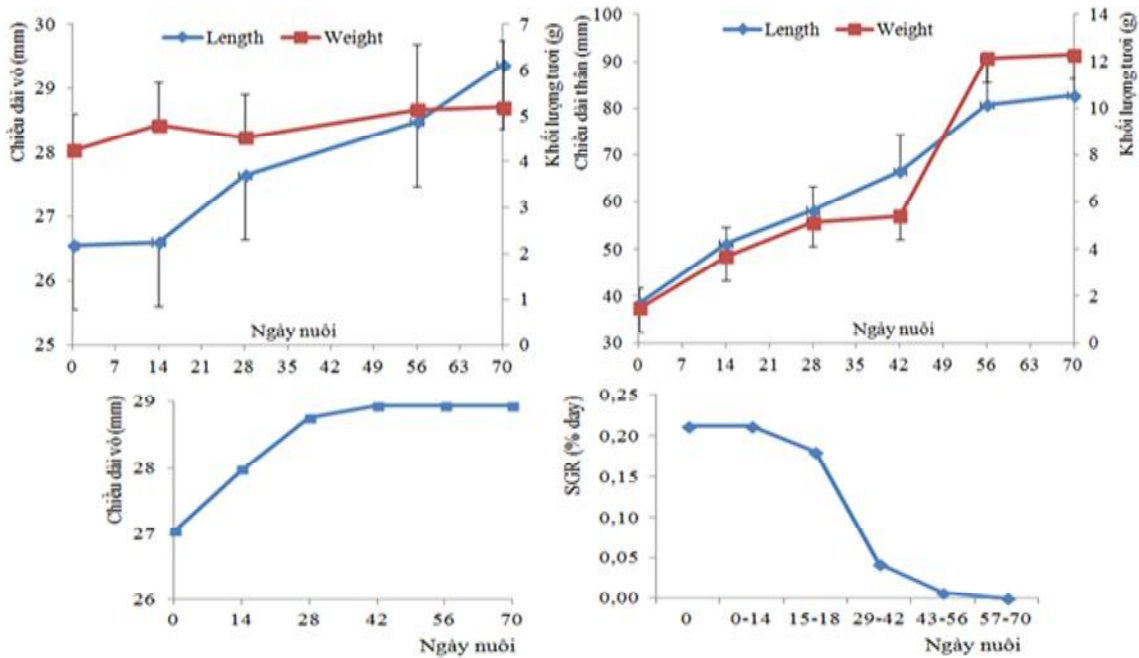 Length Weight
Chiều dài vỏ (mm)
30
29
28
27
26
25
7
6
5
4
3
2
1
0
Khối lượng tươi (g)
Ngày nuôi
0 7 14 21 28 35 42 49 56 63 70
Length Weight
Chiều dài thân (mm)
100
90
80
70
60
50
40
30
14
12
10
8
6
4
2
0
Khối lượng tươi (g)
Ngày nuôi
0 7 14 21 28 35 42 49 56 63 70
Chiều dài vỏ (mm)
29
28
27
26
0 14 28 42 56 70
Ngày nuôi
SGR (% day)
0,25
0,20
0,15
0,10
0,05
0,00
0 0-14 15-18 29-42 43-56 57-70
Ngày nuôi